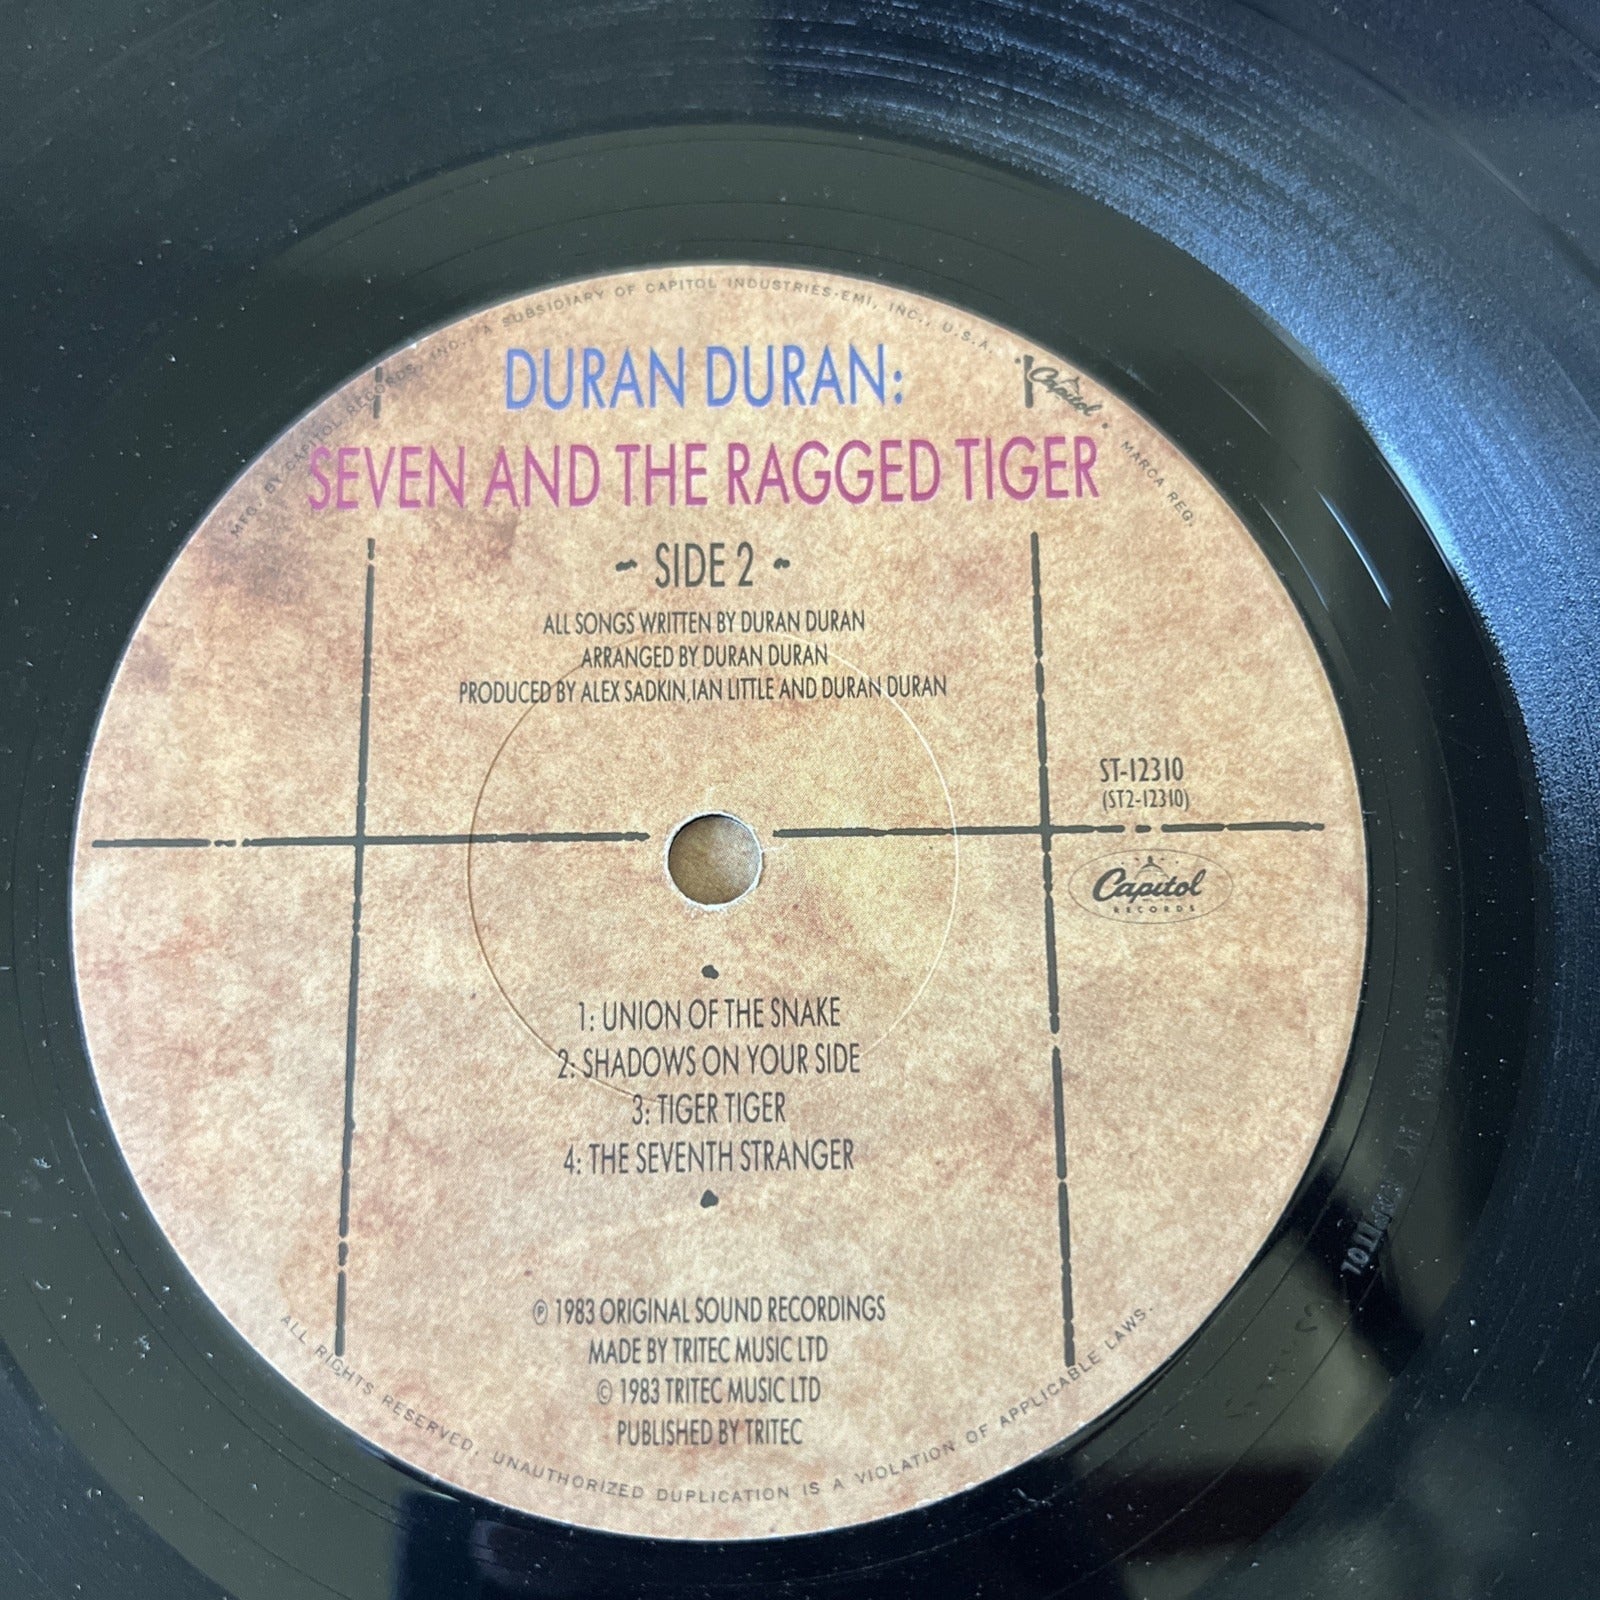 MFG. BY CAPITOL RECORDS, INC., A SUBSIDIARY OF CAPITOL INDUSTRIES-EMI, INC., U.S.A. • Capitol • MARCA REG.
DURAN DURAN:
SEVEN AND THE RAGGED TIGER
~ SIDE 2 ~
ALL SONGS WRITTEN BY DURAN DURAN
ARRANGED BY DURAN DURAN
PRODUCED BY ALEX SADKIN, IAN LITTLE AND DURAN DURAN
ST-12310
(ST2-12310)
Capitol
RECORDS
1: UNION OF THE SNAKE
2: SHADOWS ON YOUR SIDE
3: TIGER TIGER
4: THE SEVENTH STRANGER
℗ 1983 ORIGINAL SOUND RECORDINGS
MADE BY TRITEC MUSIC LTD
© 1983 TRITEC MUSIC LTD
PUBLISHED BY TRITEC
ALL RIGHTS RESERVED. UNAUTHORIZED DUPLICATION IS A VIOLATION OF APPLICABLE LAWS.